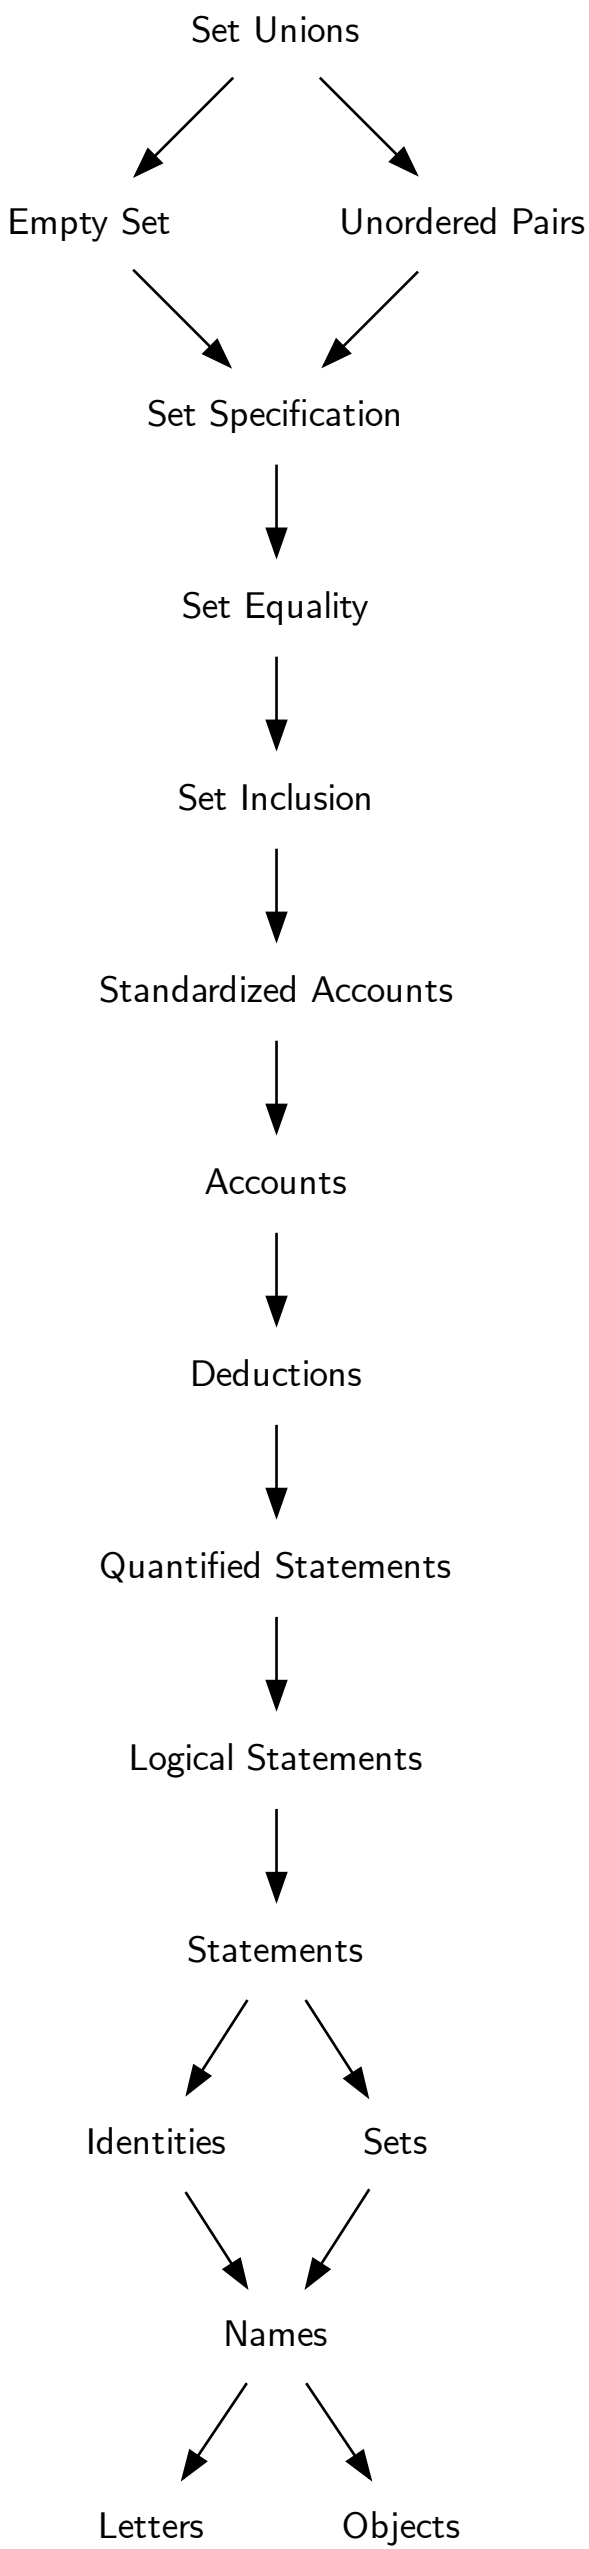 Set Unions
Empty Set
Unordered Pairs
Set Specification
Set Equality
Set Inclusion
Standardized Accounts
Accounts
Deductions
Quantified Statements
Logical Statements
Statements
Identities
Sets
Names
Letters
Objects